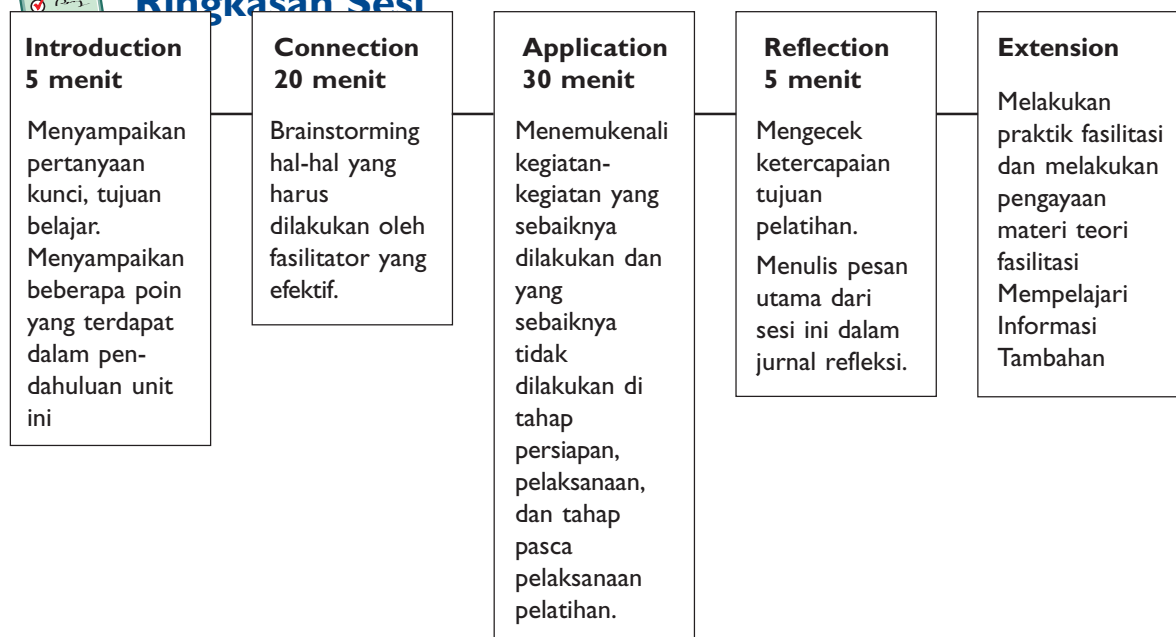 Ringkasan Sesi
Introduction
5 menit
Menyampaikan
pertanyaan
kunci, tujuan
belajar.
Menyampaikan
beberapa poin
yang terdapat
dalam pen-
dahuluan unit
ini
Connection
20 menit
Brainstorming
hal-hal yang
harus
dilakukan oleh
fasilitator yang
efektif.
Application
30 menit
Menemukenali
kegiatan-
kegiatan yang
sebaiknya
dilakukan dan
yang
sebaiknya
tidak
dilakukan di
tahap
persiapan,
pelaksanaan,
dan tahap
pasca
pelaksanaan
pelatihan.
Reflection
5 menit
Mengecek
ketercapaian
tujuan
pelatihan.
Menulis pesan
utama dari
sesi ini dalam
jurnal refleksi.
Extension
Melakukan
praktik fasilitasi
dan melakukan
pengayaan
materi teori
fasilitasi
Mempelajari
Informasi
Tambahan